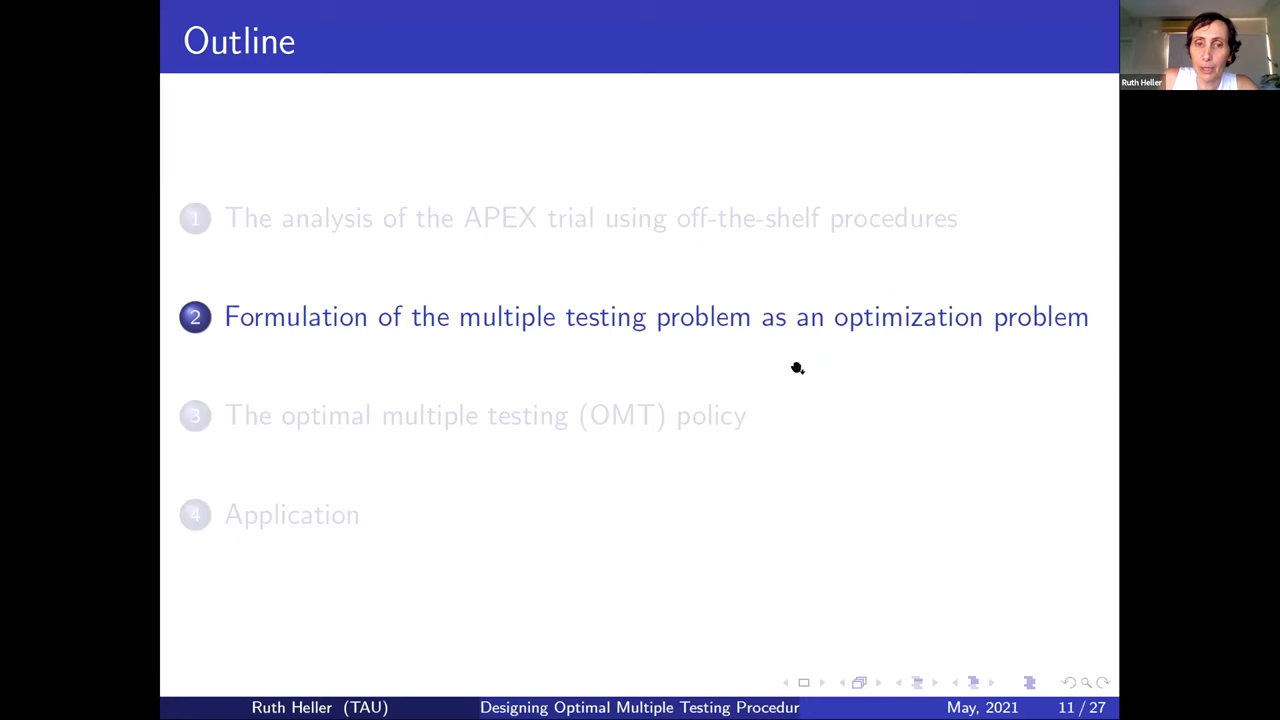 Outline
Ruth Heller
1 The analysis of the APEX trial using off-the-shelf procedures
2 Formulation of the multiple testing problem as an optimization problem
3 The optimal multiple testing (OMT) policy
4 Application
Ruth Heller (TAU) Designing Optimal Multiple Testing Procedur May, 2021 11 / 27